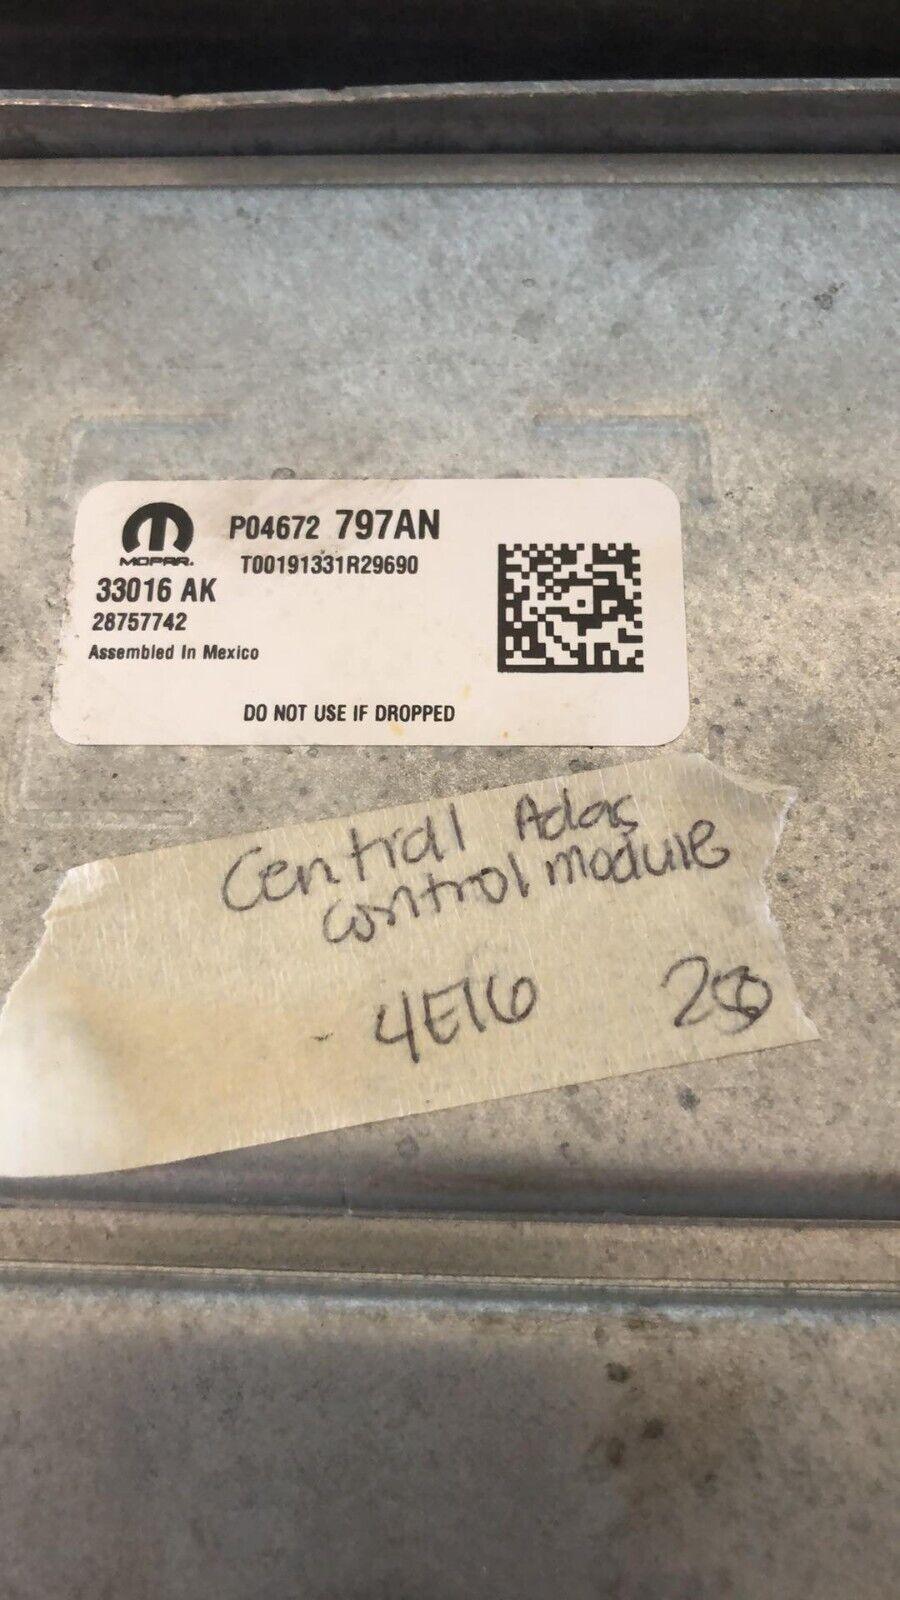 P04672 797AN
MOPAR.
T00191331R29690
33016 AK
28757742
Assembled In Mexico
DO NOT USE IF DROPPED
Central Adas
control module
4E16